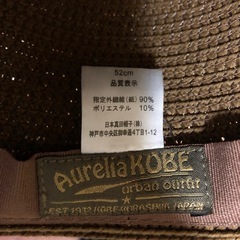 52cm
品質表示
指定外繊維(紙) 90%
ポリエステル 10%
日本真田帽子(株)
神戸市中央区御幸通4丁目1-12
Aurelia KOBE
urban outfit
EST 1972 KOBE KURASHIKI JAPAN